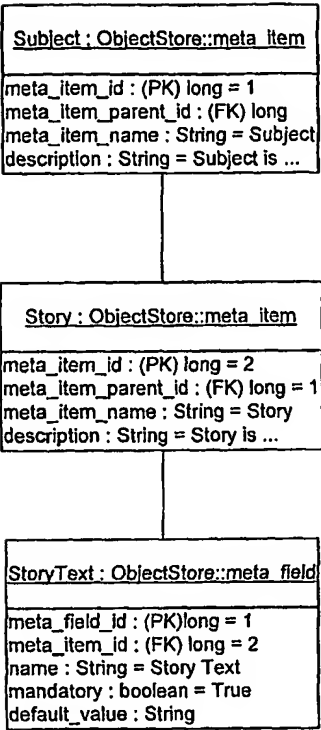 Subject : ObjectStore::meta_item
meta_item_id : (PK) long = 1
meta_item_parent_id : (FK) long
meta_item_name : String = Subject
description : String = Subject is ...
Story : ObjectStore::meta_item
meta_item_id : (PK) long = 2
meta_item_parent_id : (FK) long = 1
meta_item_name : String = Story
description : String = Story is ...
StoryText : ObjectStore::meta_field
meta_field_id : (PK)long = 1
meta_item_id : (FK) long = 2
name : String = Story Text
mandatory : boolean = True
default_value : String